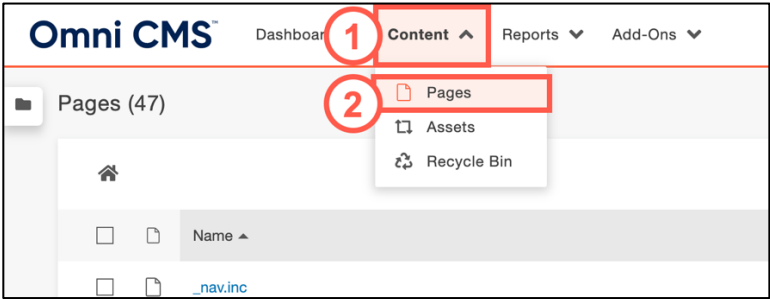 Omni CMS™ Dashboar 1 Content Reports Add-Ons
Pages (47)
2 Pages
Assets
Recycle Bin
Name
_nav.inc